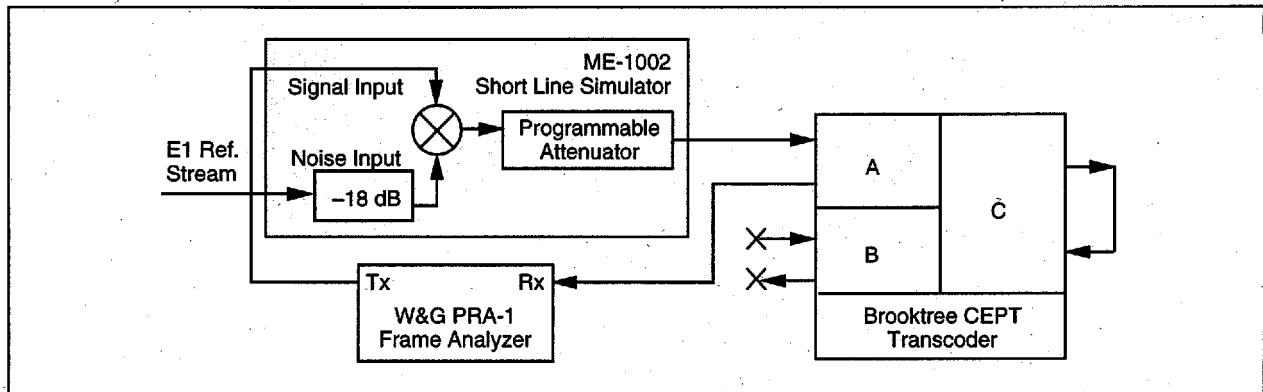 ME-1002
Short Line Simulator
Signal Input
Programmable
Attenuator
E1 Ref.
Stream
Noise Input
–18 dB
A
B
C
Tx
Rx
W&G PRA-1
Frame Analyzer
Brooktree CEPT
Transcoder